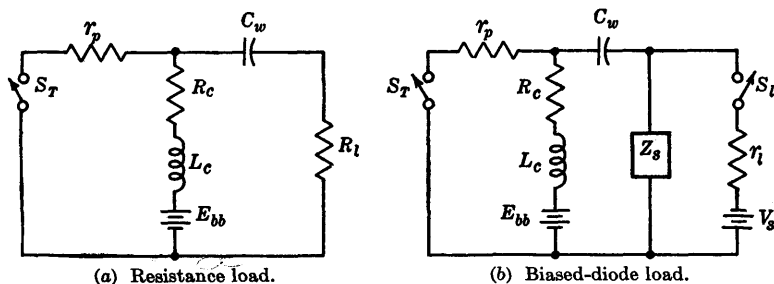 r_p
C_w
S_T
R_c
R_l
L_c
E_bb
(a) Resistance load.
r_p
C_w
S_T
R_c
S_l
Z_s
r_l
L_c
E_bb
V_s
(b) Biased-diode load.